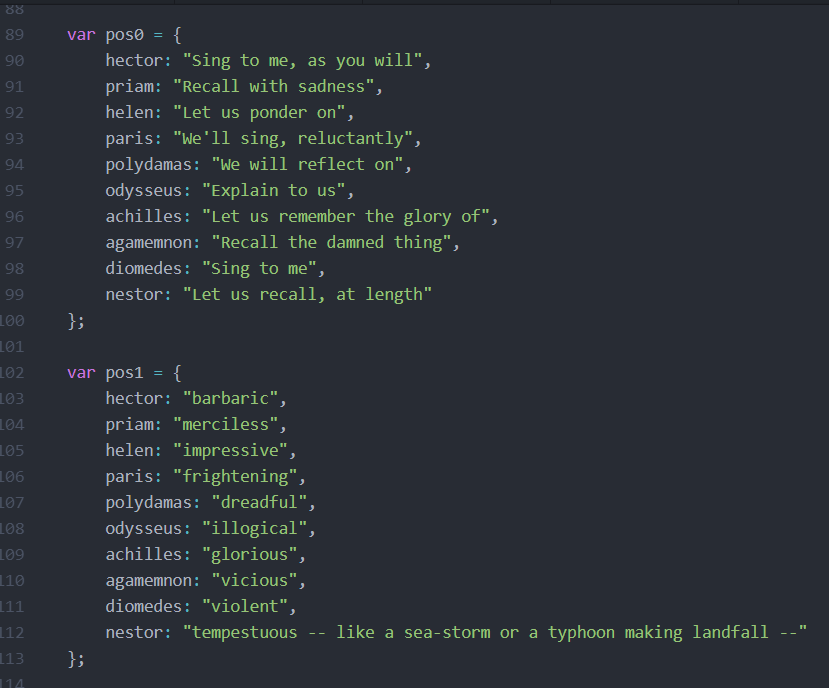 88
89 var pos0 = {
90 hector: "Sing to me, as you will",
91 priam: "Recall with sadness",
92 helen: "Let us ponder on",
93 paris: "We'll sing, reluctantly",
94 polydamas: "We will reflect on",
95 odysseus: "Explain to us",
96 achilles: "Let us remember the glory of",
97 agamemnon: "Recall the damned thing",
98 diomedes: "Sing to me",
99 nestor: "Let us recall, at length"
100 };
101
102 var pos1 = {
103 hector: "barbaric",
104 priam: "merciless",
105 helen: "impressive",
106 paris: "frightening",
107 polydamas: "dreadful",
108 odysseus: "illogical",
109 achilles: "glorious",
110 agamemnon: "vicious",
111 diomedes: "violent",
112 nestor: "tempestuous -- like a sea-storm or a typhoon making landfall --"
113 };
114